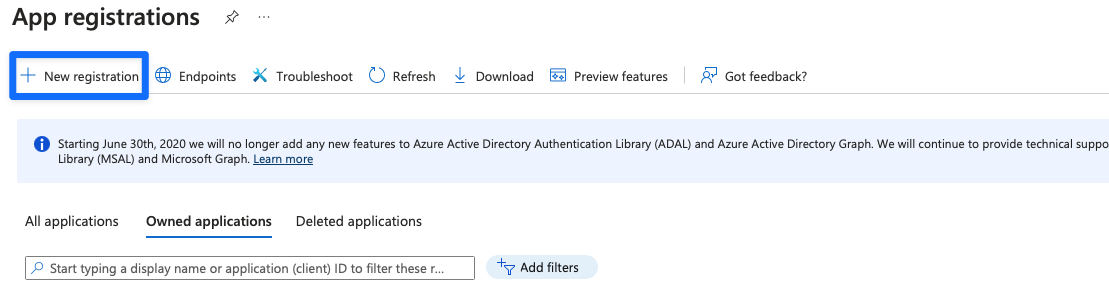 App registrations
New registration Endpoints Troubleshoot Refresh Download Preview features Got feedback?
Starting June 30th, 2020 we will no longer add any new features to Azure Active Directory Authentication Library (ADAL) and Azure Active Directory Graph. We will continue to provide technical suppo
Library (MSAL) and Microsoft Graph. Learn more
All applications Owned applications Deleted applications
Start typing a display name or application (client) ID to filter these r... Add filters